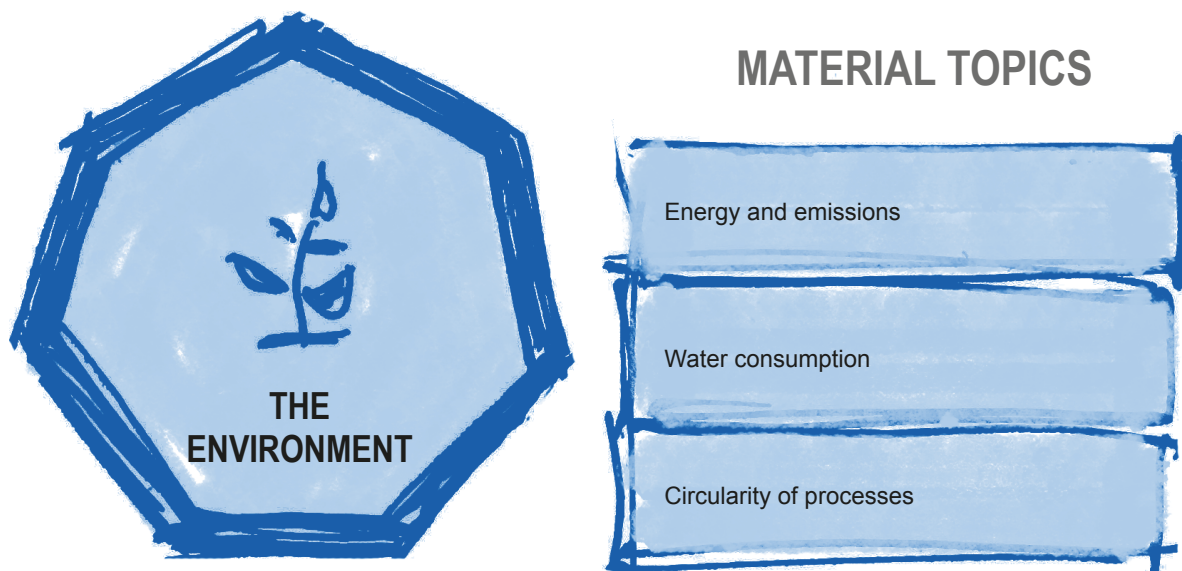 THE
ENVIRONMENT
MATERIAL TOPICS
Energy and emissions
Water consumption
Circularity of processes